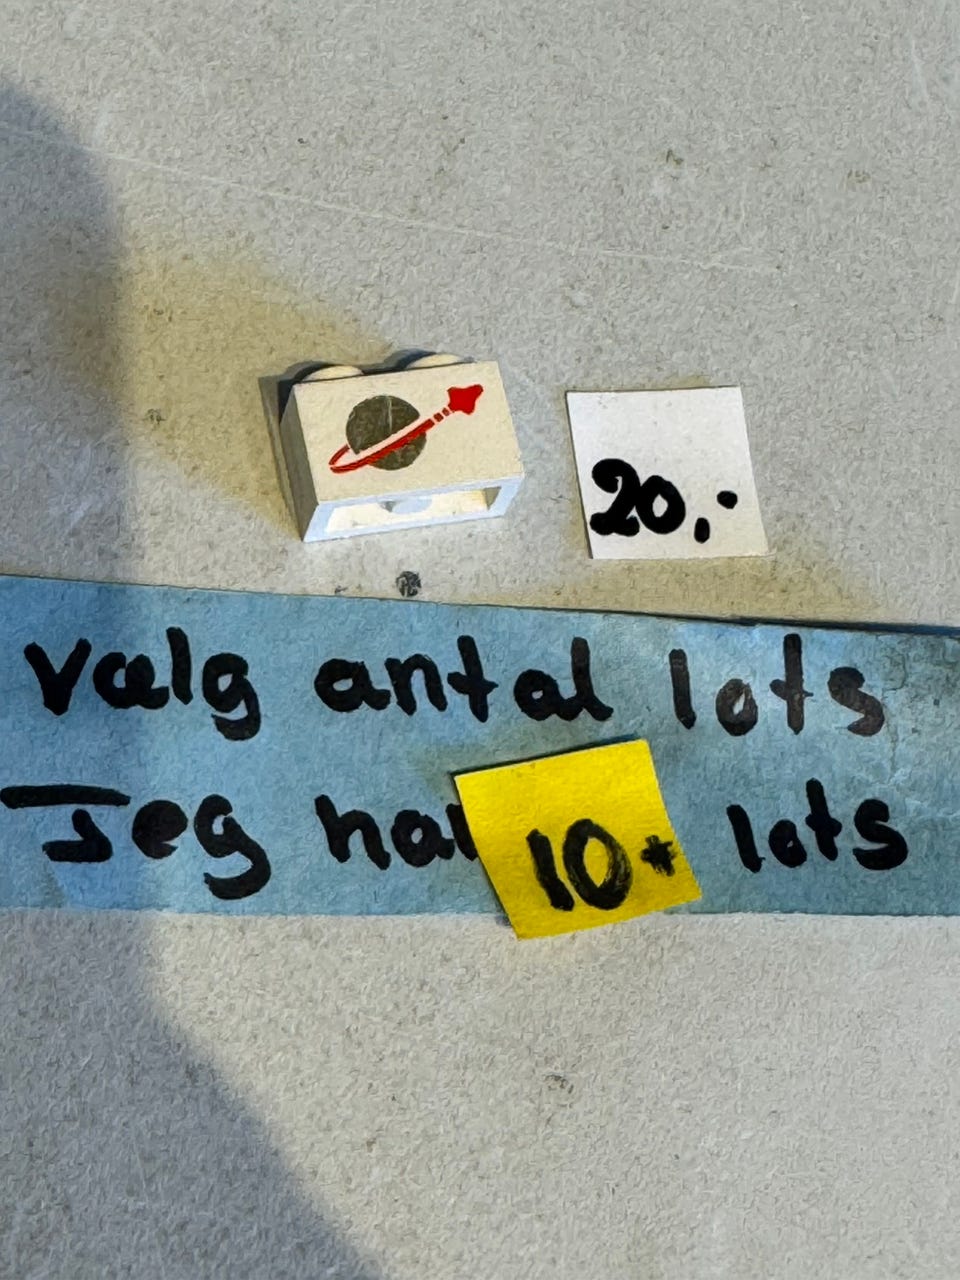 20,-
Vælg antal lots
Jeg har 10+ lots